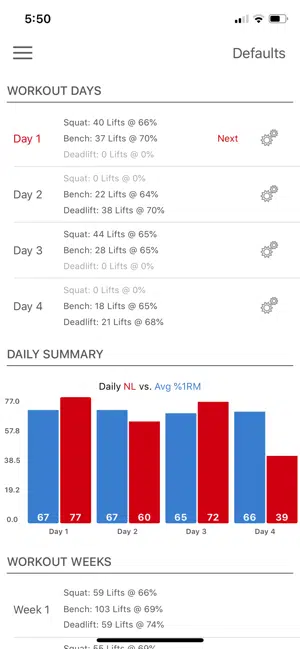 5:50
Defaults
WORKOUT DAYS
Squat: 40 Lifts @ 66%
Day 1 Bench: 37 Lifts @ 70% Next
Deadlift: 0 Lifts @ 0%
Squat: 0 Lifts @ 0%
Day 2 Bench: 22 Lifts @ 64%
Deadlift: 38 Lifts @ 70%
Squat: 44 Lifts @ 65%
Day 3 Bench: 28 Lifts @ 65%
Deadlift: 0 Lifts @ 0%
Squat: 0 Lifts @ 0%
Day 4 Bench: 18 Lifts @ 65%
Deadlift: 21 Lifts @ 68%
DAILY SUMMARY
Daily NL vs. Avg %1RM
77.0
57.8
38.5
19.2
0.0
67 77 67 60 65 72 66 39
Day 1 Day 2 Day 3 Day 4
WORKOUT WEEKS
Squat: 59 Lifts @ 66%
Week 1 Bench: 103 Lifts @ 69%
Deadlift: 59 Lifts @ 74%
Squat: 55 Lifts @ 69%